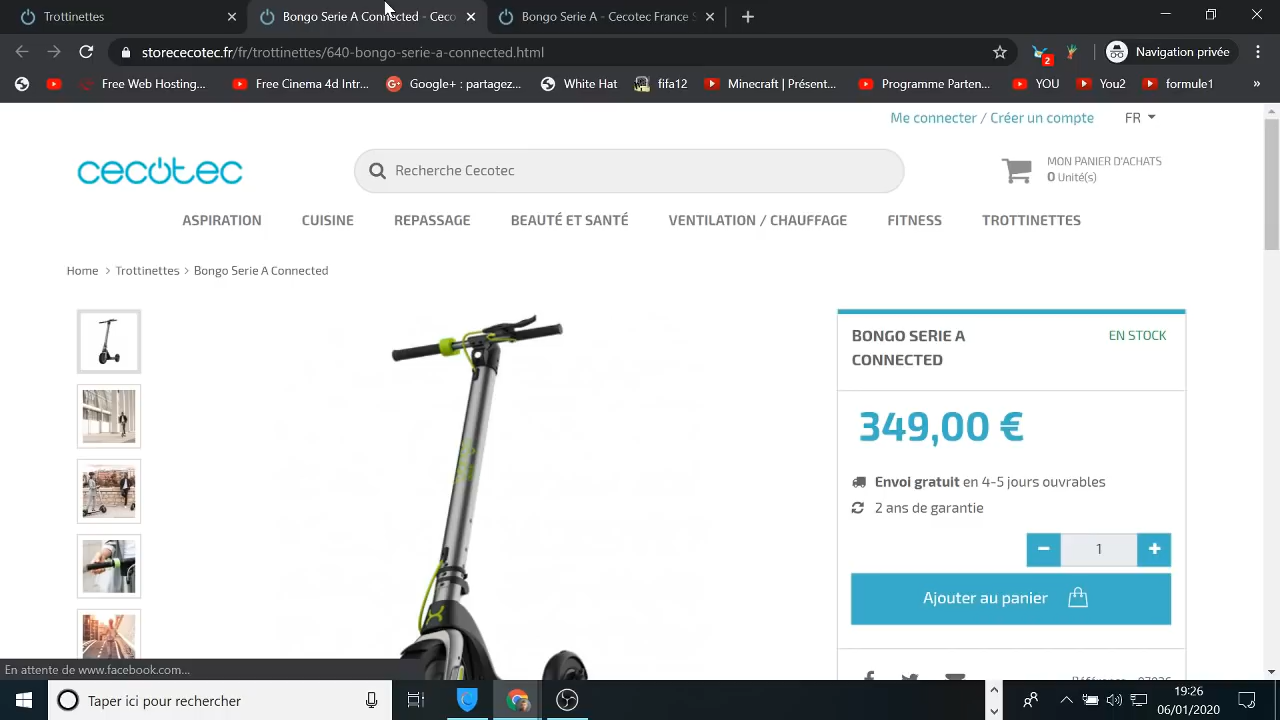 Trottinettes
Bongo Serie A Connected - Ceco
Bongo Serie A - Cecotec France S
storececotec.fr/fr/trottinettes/640-bongo-serie-a-connected.html
2
Navigation privée
Free Web Hosting...
Free Cinema 4d Intr...
Google+ : partagez...
White Hat
fifa12
Minecraft | Présent...
Programme Parten...
YOU
You2
formule1
»
Me connecter / Créer un compte
FR
cecotec
Recherche Cecotec
MON PANIER D'ACHATS
0 Unité(s)
ASPIRATION
CUISINE
REPASSAGE
BEAUTÉ ET SANTÉ
VENTILATION / CHAUFFAGE
FITNESS
TROTTINETTES
Home > Trottinettes > Bongo Serie A Connected
BONGO SERIE A
CONNECTED
EN STOCK
349,00 €
Envoi gratuit en 4-5 jours ouvrables
2 ans de garantie
1
Ajouter au panier
En attente de www.facebook.com...
Taper ici pour rechercher
19:26
06/01/2020